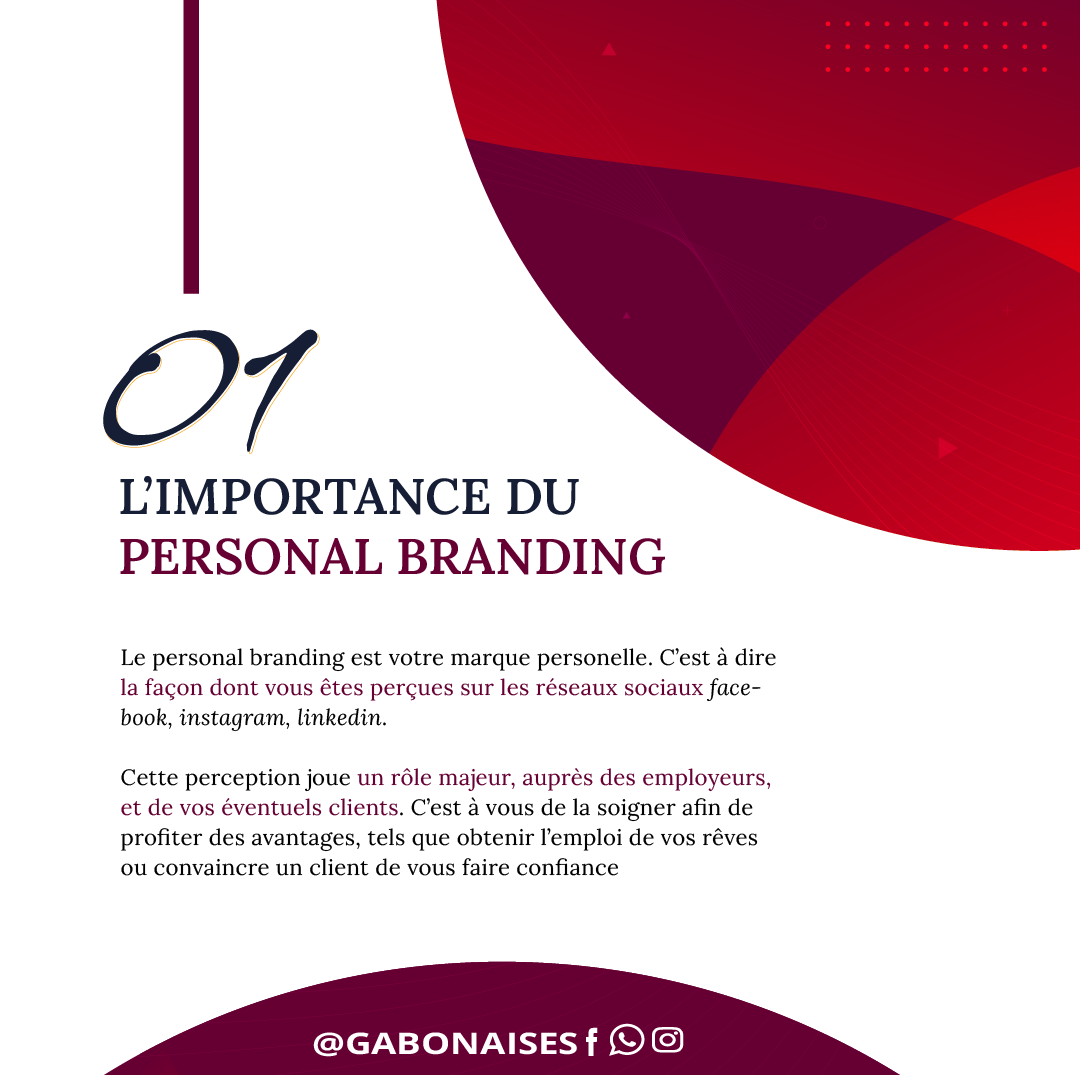 01
L’IMPORTANCE DU
PERSONAL BRANDING
Le personal branding est votre marque personelle. C’est à dire
la façon dont vous êtes perçues sur les réseaux sociaux face-
book, instagram, linkedin.
Cette perception joue un rôle majeur, auprès des employeurs,
et de vos éventuels clients. C’est à vous de la soigner afin de
profiter des avantages, tels que obtenir l’emploi de vos rêves
ou convaincre un client de vous faire confiance
@GABONAISES